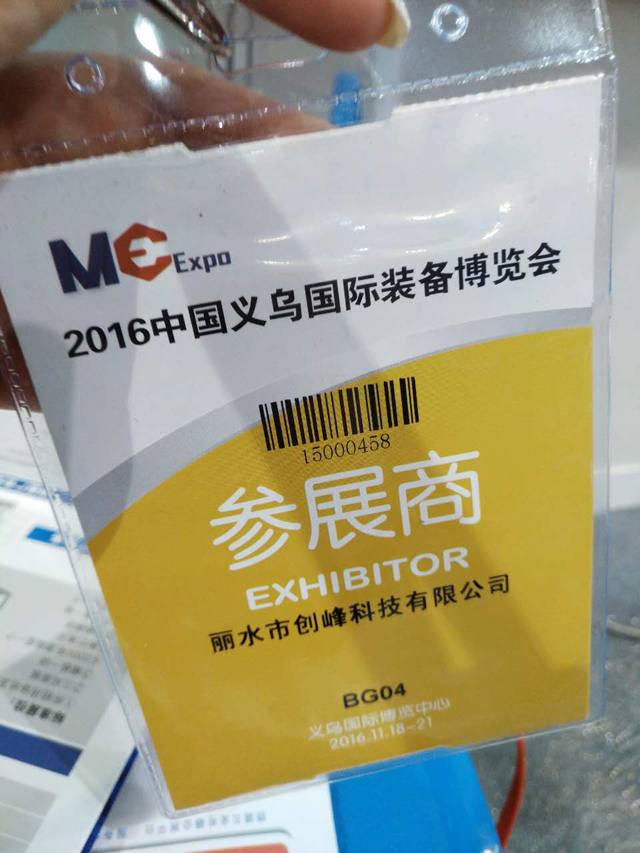 ME Expo
2016中国义乌国际装备博览会
15000458
参展商
EXHIBITOR
丽水市创峰科技有限公司
BG04
义乌国际博览中心
2016.11.18-21